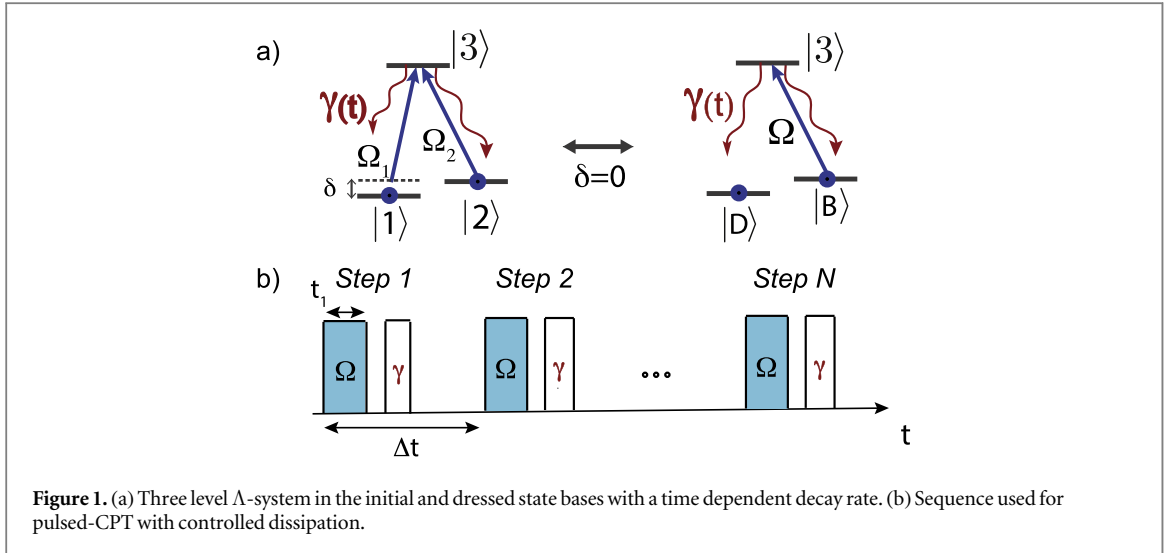 a)
|3⟩
|3⟩
γ(t)
γ(t)
Ω₁
Ω₂
Ω
δ
δ=0
|1⟩
|2⟩
|D⟩
|B⟩
b)
Step 1
Step 2
Step N
t₁
Ω
γ
Ω
γ
∘∘∘
Ω
γ
Δt
t
Figure 1. (a) Three level Λ-system in the initial and dressed state bases with a time dependent decay rate. (b) Sequence used for
pulsed-CPT with controlled dissipation.